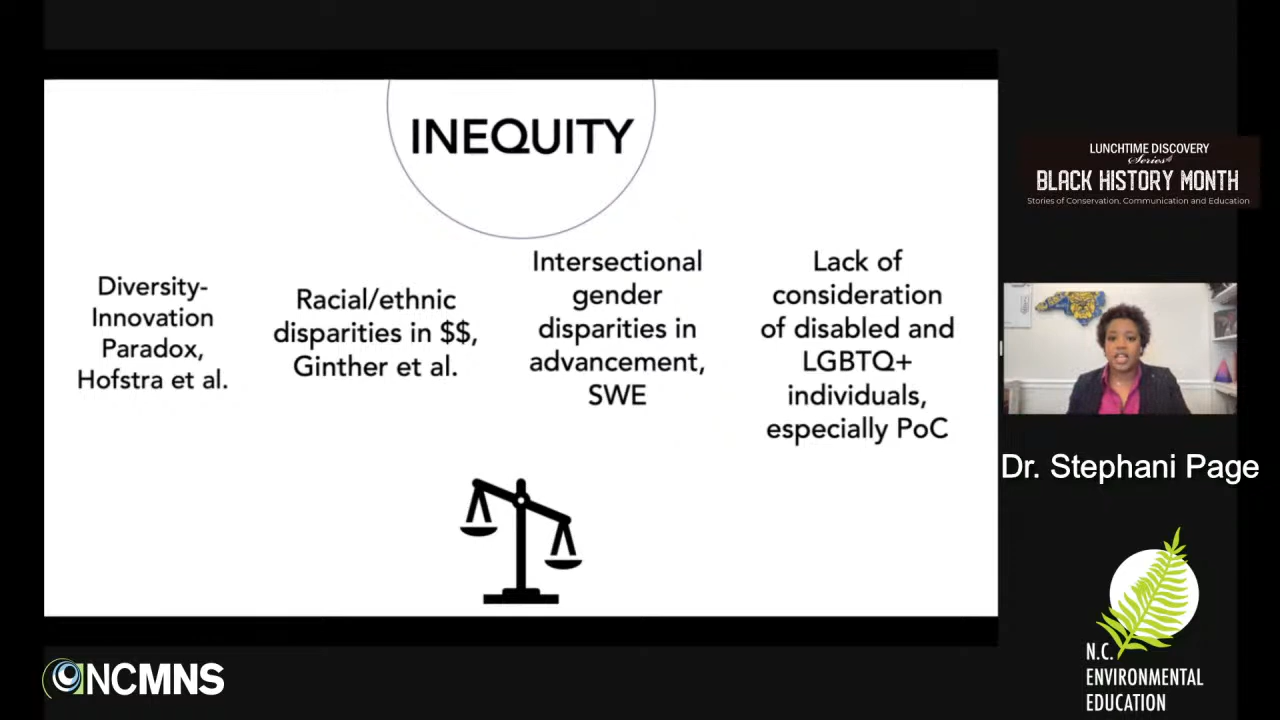 INEQUITY
Diversity-
Innovation
Paradox,
Hofstra et al.
Racial/ethnic
disparities in $$,
Ginther et al.
Intersectional
gender
disparities in
advancement,
SWE
Lack of
consideration
of disabled and
LGBTQ+
individuals,
especially PoC
LUNCHTIME DISCOVERY
Series
BLACK HISTORY MONTH
Stories of Conservation, Communication and Education
Dr. Stephani Page
NCMNS
N.C.
ENVIRONMENTAL
EDUCATION